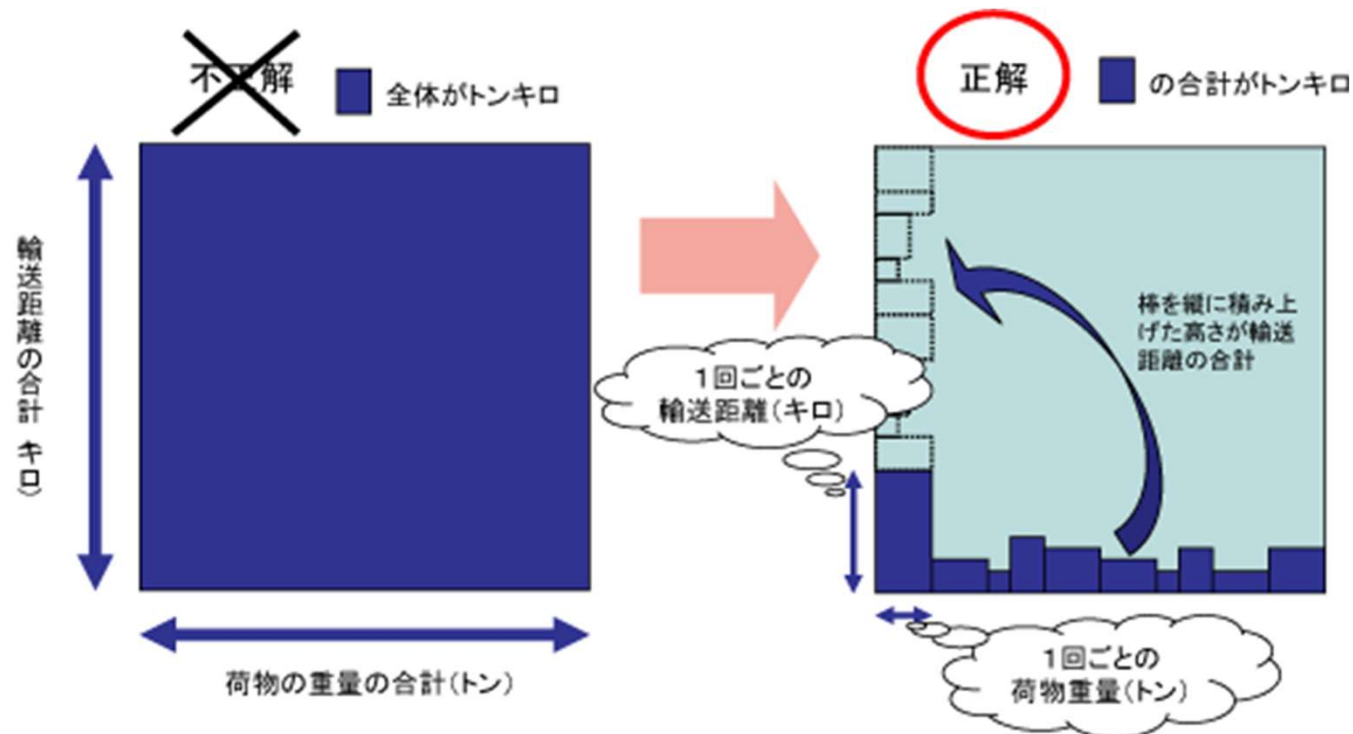 不正解
全体がトンキロ
正解
の合計がトンキロ
輸送距離の合計 キロ)
棒を縦に積み上
げた高さが輸送
距離の合計
1回ごとの
輸送距離(キロ)
荷物の重量の合計(トン)
1回ごとの
荷物重量(トン)